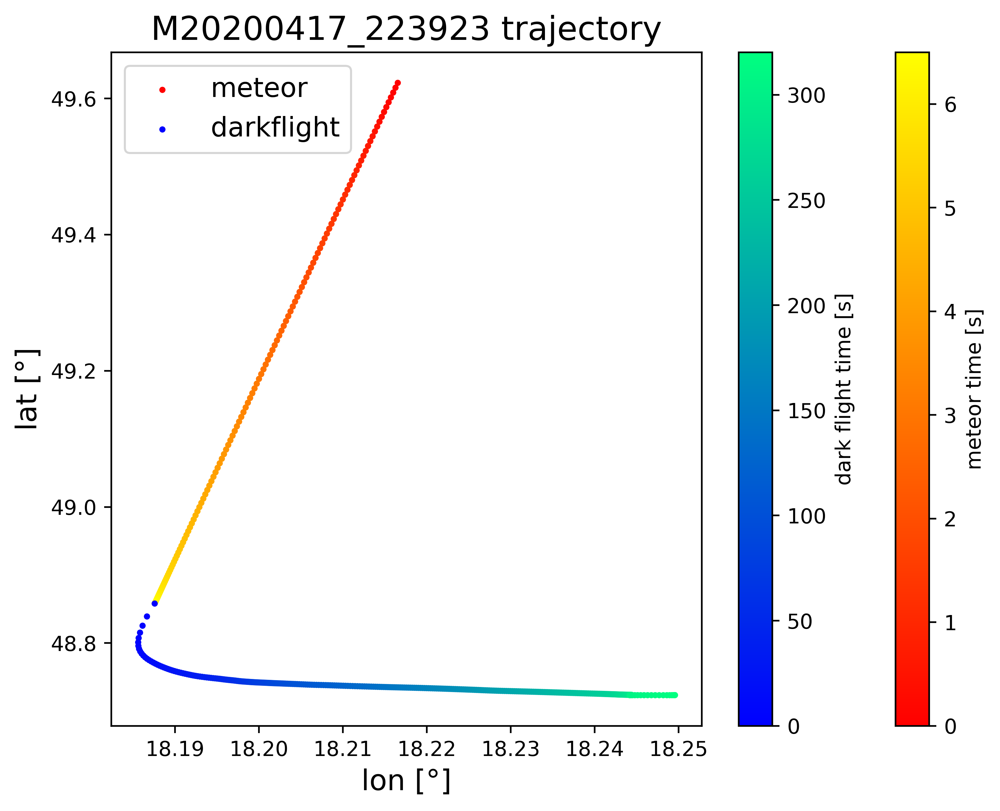 M20200417_223923 trajectory
meteor
darkflight
49.6
49.4
49.2
49.0
48.8
lat [°]
18.19 18.20 18.21 18.22 18.23 18.24 18.25
lon [°]
300
250
200
150
100
50
0
dark flight time [s]
6
5
4
3
2
1
0
meteor time [s]